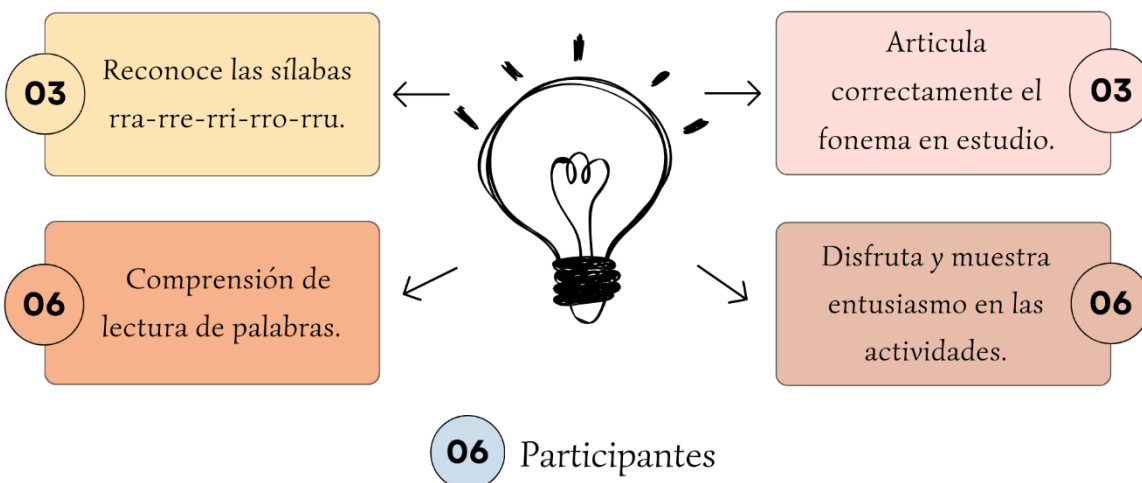 03
Reconoce las sílabas
rra-rre-rri-rro-rru.
Articula
correctamente el
fonema en estudio.
03
06
Comprensión de
lectura de palabras.
Disfruta y muestra
entusiasmo en las
actividades.
06
06 Participantes